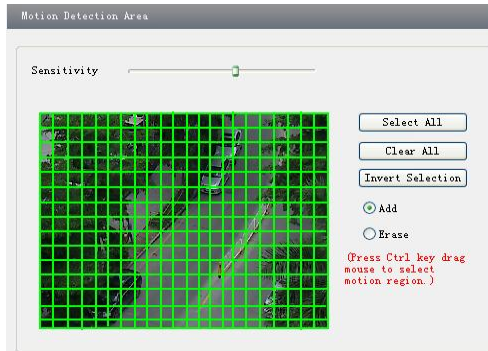 Motion Detection Area
Sensitivity
Select All
Clear All
Invert Selection
Add
Erase
(Press Ctrl key drag
mouse to select
motion region.)